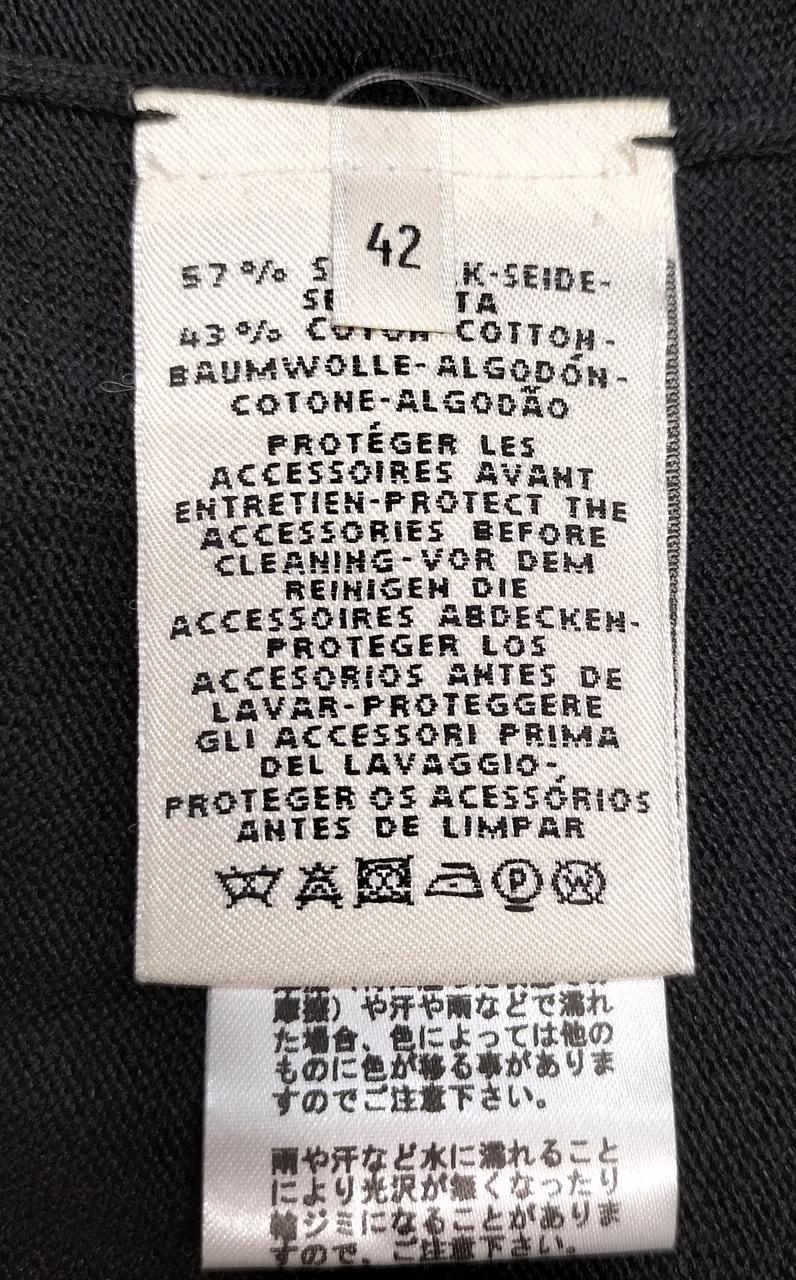 42
57% K-SEIDE-
TA
43% COTON COTTON-
BAUMWOLLE-ALGODÓN-
COTONE-ALGODÃO
PROTÉGER LES
ACCESSOIRES AVANT
ENTRETIEN-PROTECT THE
ACCESSORIES BEFORE
CLEANING-VOR DEM
REINIGEN DIE
ACCESSOIRES ABDECKEN-
PROTEGER LOS
ACCESORIOS ANTES DE
LAVAR-PROTEGGERE
GLI ACCESSORI PRIMA
DEL LAVAGGIO-
PROTEGER OS ACESSÓRIOS
ANTES DE LIMPAR
P W
摩擦)や汗や雨などで濡れ
た場合、色によっては他の
ものに色が移る事がありま
すのでご注意下さい。
雨や汗など水に濡れること
により光沢が無くなったり
輪ジミになることがありま
すので、ご注意下さい。